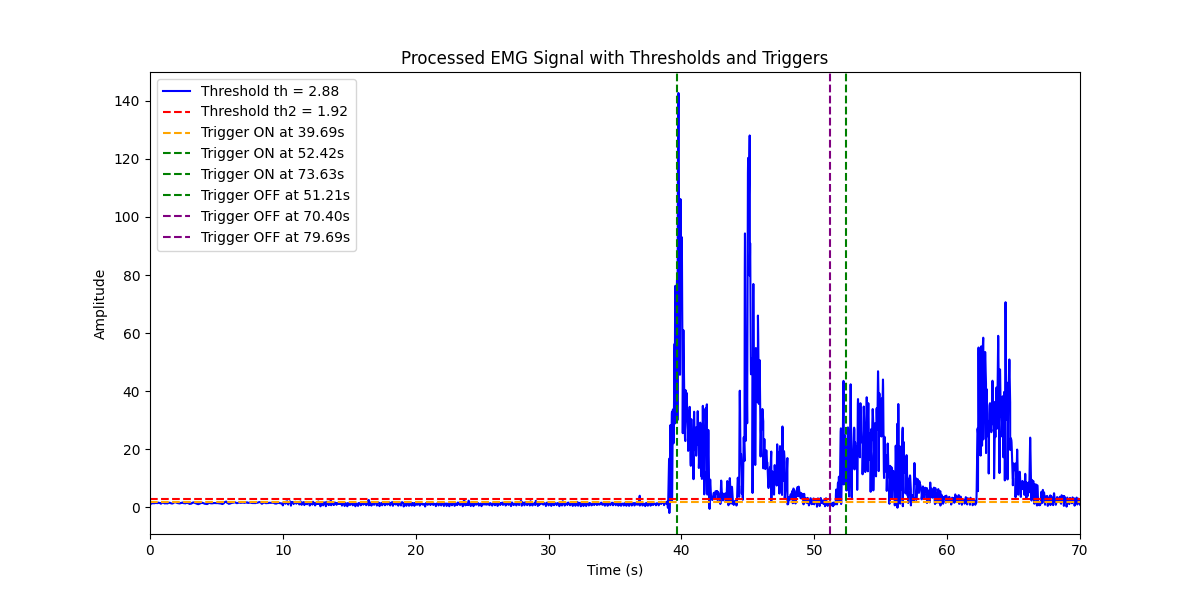 Processed EMG Signal with Thresholds and Triggers
Threshold th = 2.88
Threshold th2 = 1.92
Trigger ON at 39.69s
Trigger ON at 52.42s
Trigger ON at 73.63s
Trigger OFF at 51.21s
Trigger OFF at 70.40s
Trigger OFF at 79.69s
Amplitude
140
120
100
80
60
40
20
0
0 10 20 30 40 50 60 70
Time (s)